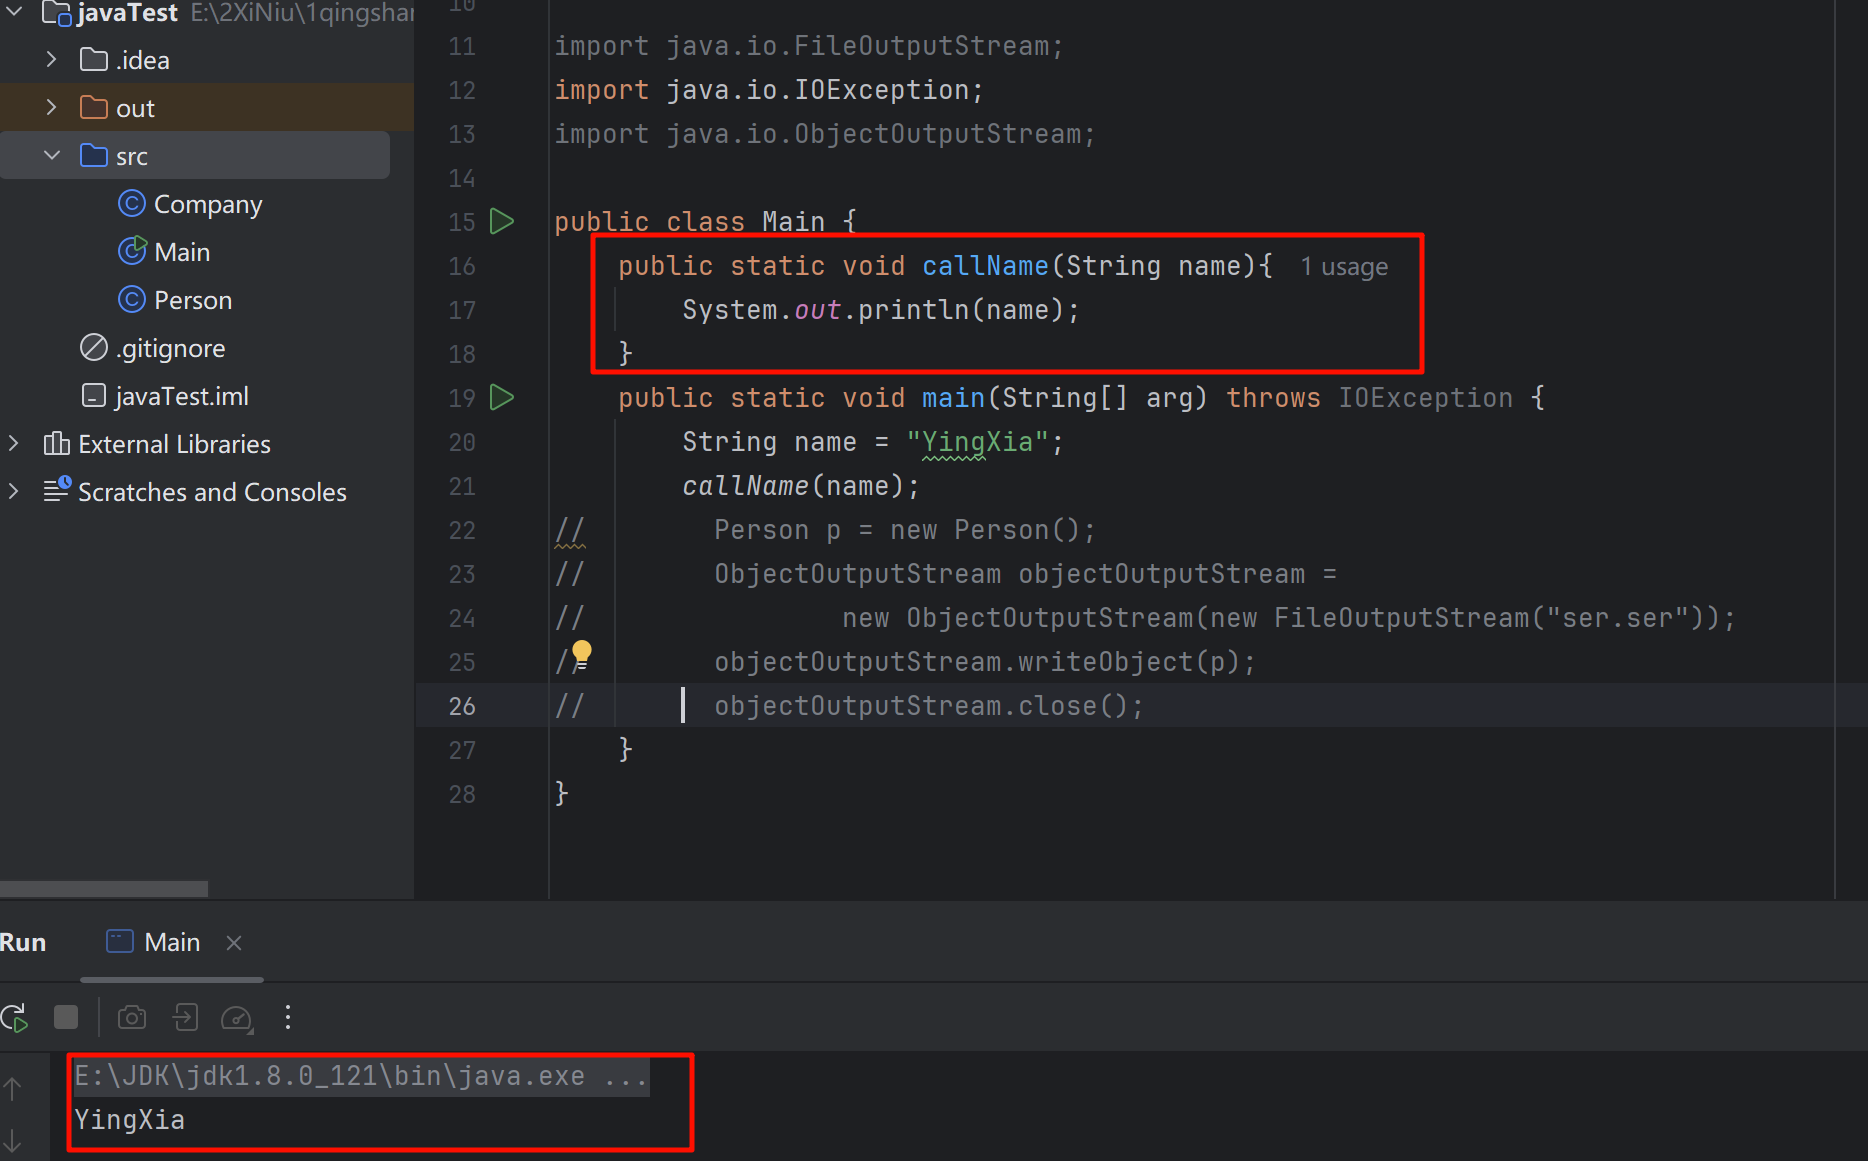 javaTest E:\2XiNiu\1qingshan
.idea
out
src
Company
Main
Person
.gitignore
javaTest.iml
External Libraries
Scratches and Consoles
10
11 import java.io.FileOutputStream;
12 import java.io.IOException;
13 import java.io.ObjectOutputStream;
14
15 public class Main {
16 public static void callName(String name){ 1 usage
17 System.out.println(name);
18 }
19 public static void main(String[] arg) throws IOException {
20 String name = "YingXia";
21 callName(name);
22 // Person p = new Person();
23 // ObjectOutputStream objectOutputStream =
24 // new ObjectOutputStream(new FileOutputStream("ser.ser"));
25 // objectOutputStream.writeObject(p);
26 // objectOutputStream.close();
27 }
28 }
Run Main
E:\JDK\jdk1.8.0_121\bin\java.exe ...
YingXia